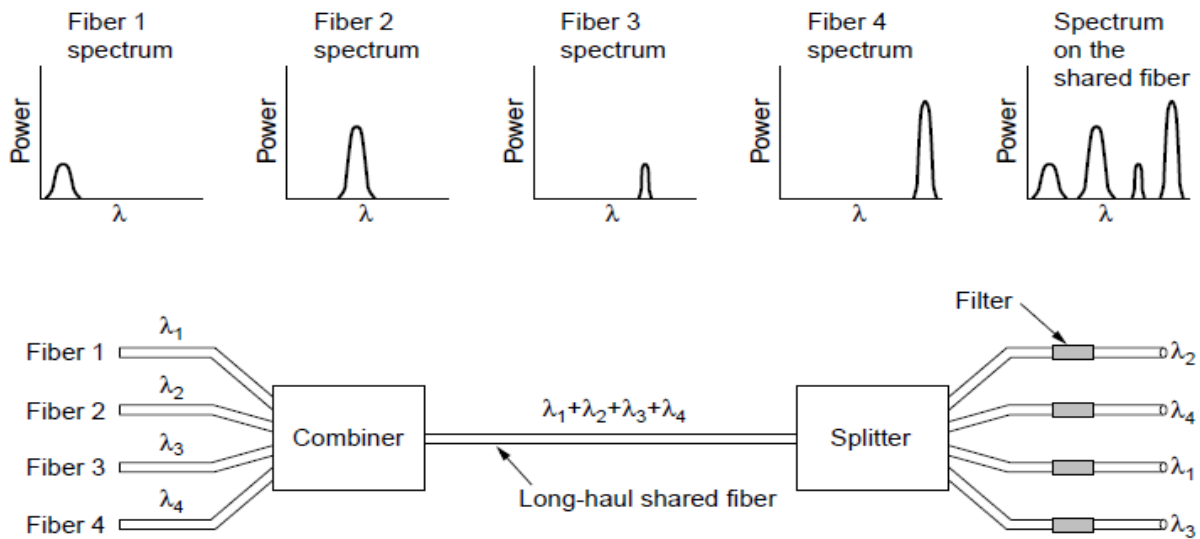 Fiber 1
spectrum
Power
λ
Fiber 2
spectrum
Power
λ
Fiber 3
spectrum
Power
λ
Fiber 4
spectrum
Power
λ
Spectrum
on the
shared fiber
Power
λ
Filter
Fiber 1
λ1
Fiber 2
λ2
Fiber 3
λ3
Fiber 4
λ4
Combiner
λ1+λ2+λ3+λ4
Long-haul shared fiber
Splitter
λ2
λ4
λ1
λ3